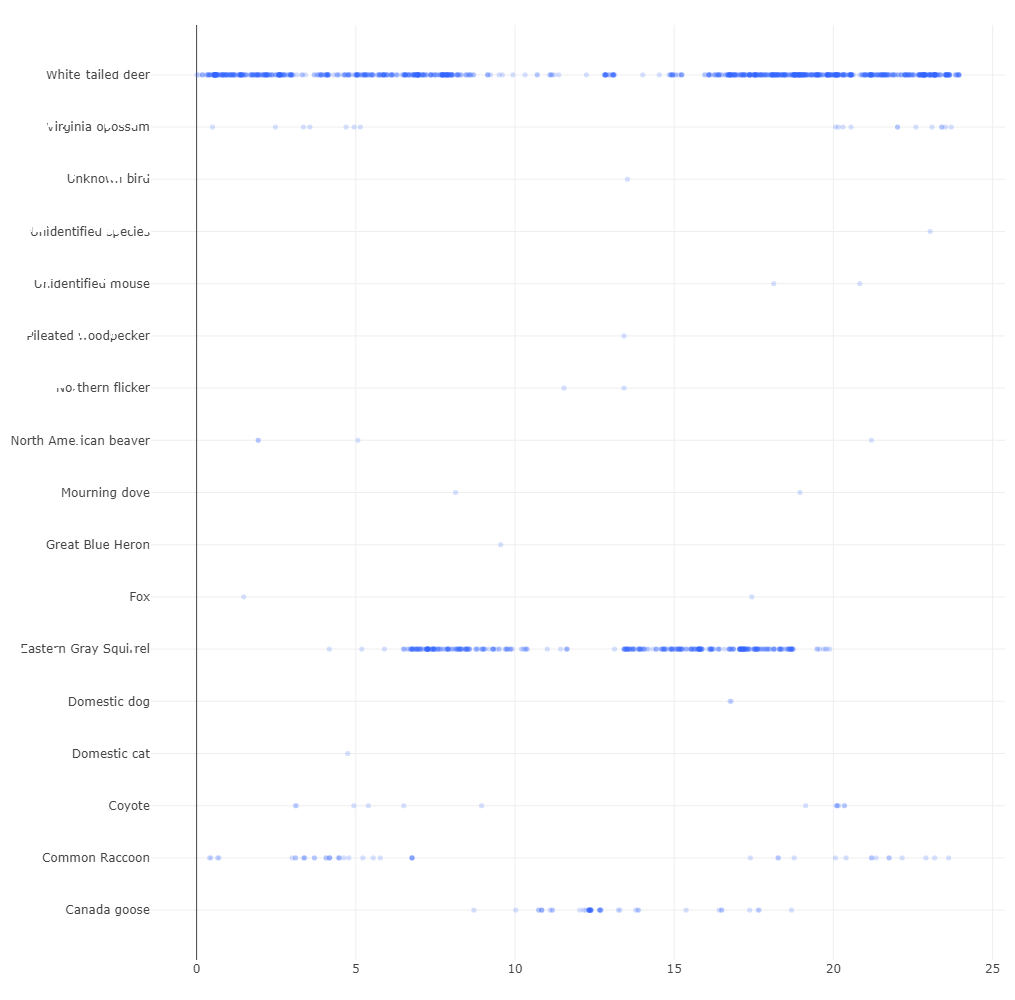 White tailed deer
Virginia opossum
Unknown bird
Unidentified species
Unidentified mouse
Pileated woodpecker
Northern flicker
North American beaver
Mourning dove
Great Blue Heron
Fox
Eastern Gray Squirrel
Domestic dog
Domestic cat
Coyote
Common Raccoon
Canada goose
0 5 10 15 20 25